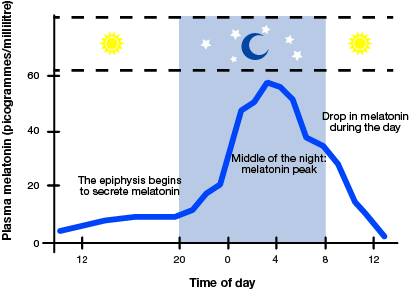 Plasma melatonin (picogrammes/millilitre)
60
40
20
0
The epiphysis begins
to secrete melatonin
Middle of the night:
melatonin peak
Drop in melatonin
during the day
12
20
0
4
8
12
Time of day